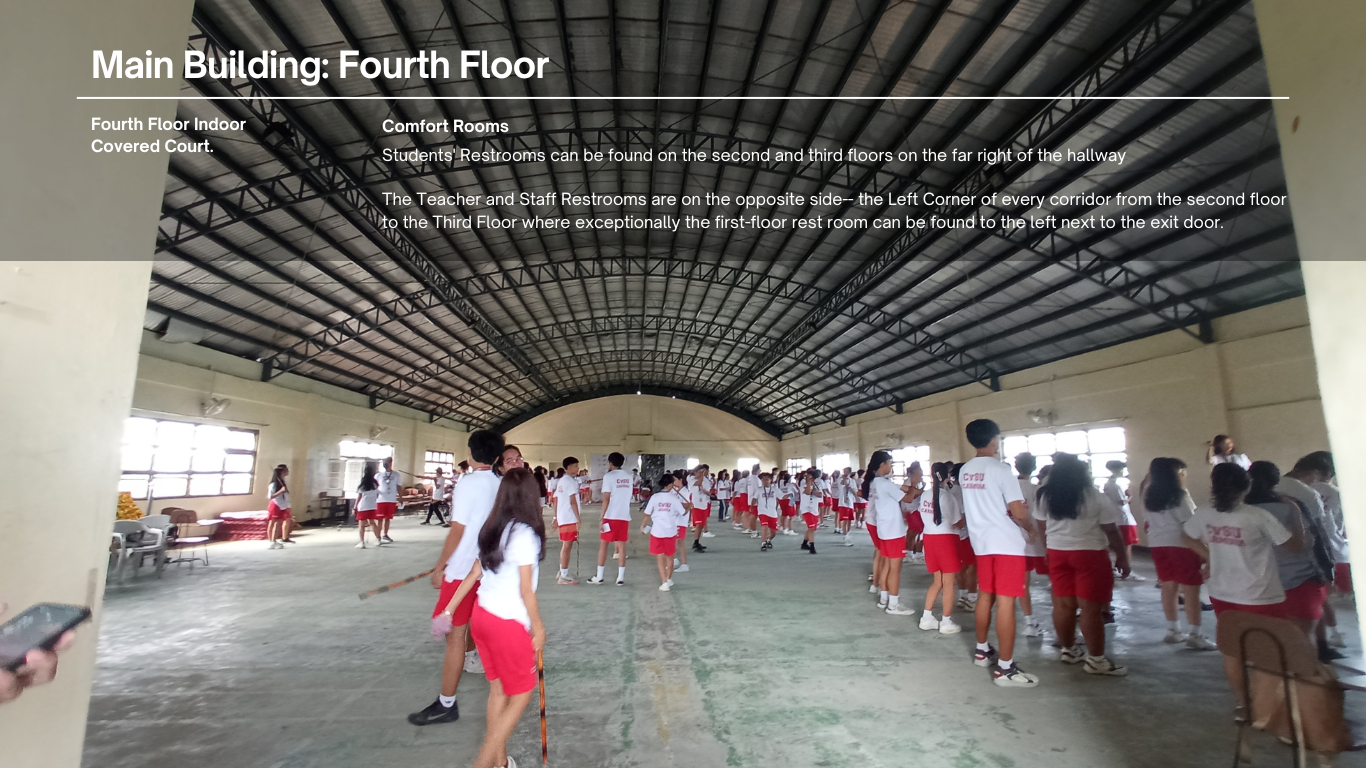 Main Building: Fourth Floor
Fourth Floor Indoor
Covered Court.
Comfort Rooms
Students' Restrooms can be found on the second and third floors on the far right of the hallway
The Teacher and Staff Restrooms are on the opposite side-- the Left Corner of every corridor from the second floor
to the Third Floor where exceptionally the first-floor rest room can be found to the left next to the exit door.
CVSU
CVSU
CVSU
CVSU